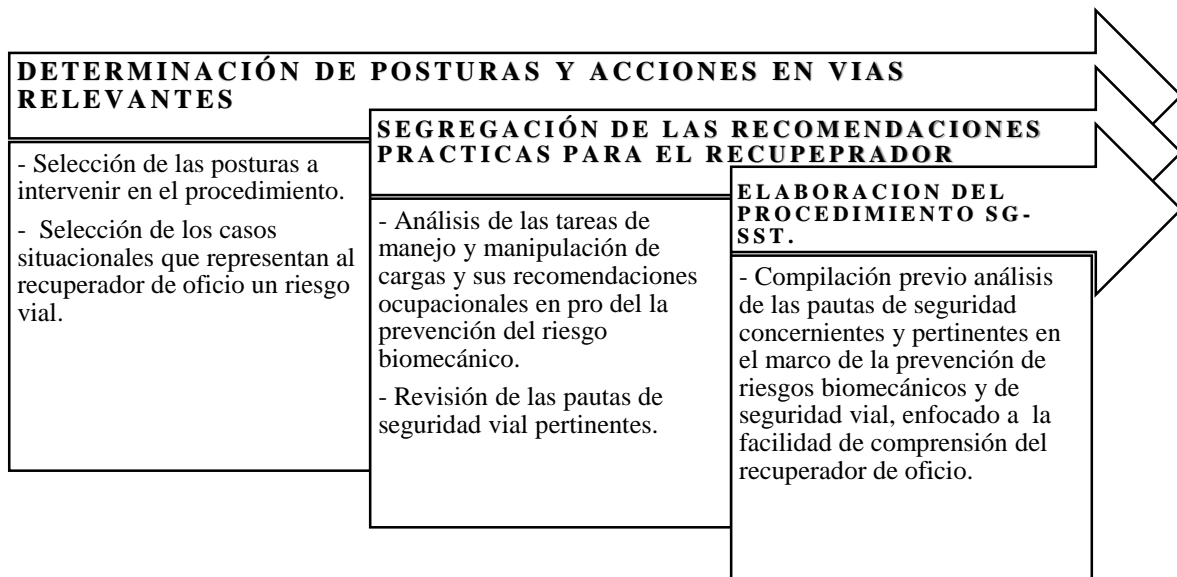 DETERMINACIÓN DE POSTURAS Y ACCIONES EN VIAS
RELEVANTES
- Selección de las posturas a
intervenir en el procedimiento.
- Selección de los casos
situacionales que representan al
recuperador de oficio un riesgo
vial.
SEGREGACIÓN DE LAS RECOMENDACIONES
PRACTICAS PARA EL RECUPEPRADOR
- Análisis de las tareas de
manejo y manipulación de
cargas y sus recomendaciones
ocupacionales en pro del la
prevención del riesgo
biomecánico.
- Revisión de las pautas de
seguridad vial pertinentes.
ELABORACION DEL
PROCEDIMIENTO SG-
SST.
- Compilación previo análisis
de las pautas de seguridad
concernientes y pertinentes en
el marco de la prevención de
riesgos biomecánicos y de
seguridad vial, enfocado a la
facilidad de comprensión del
recuperador de oficio.